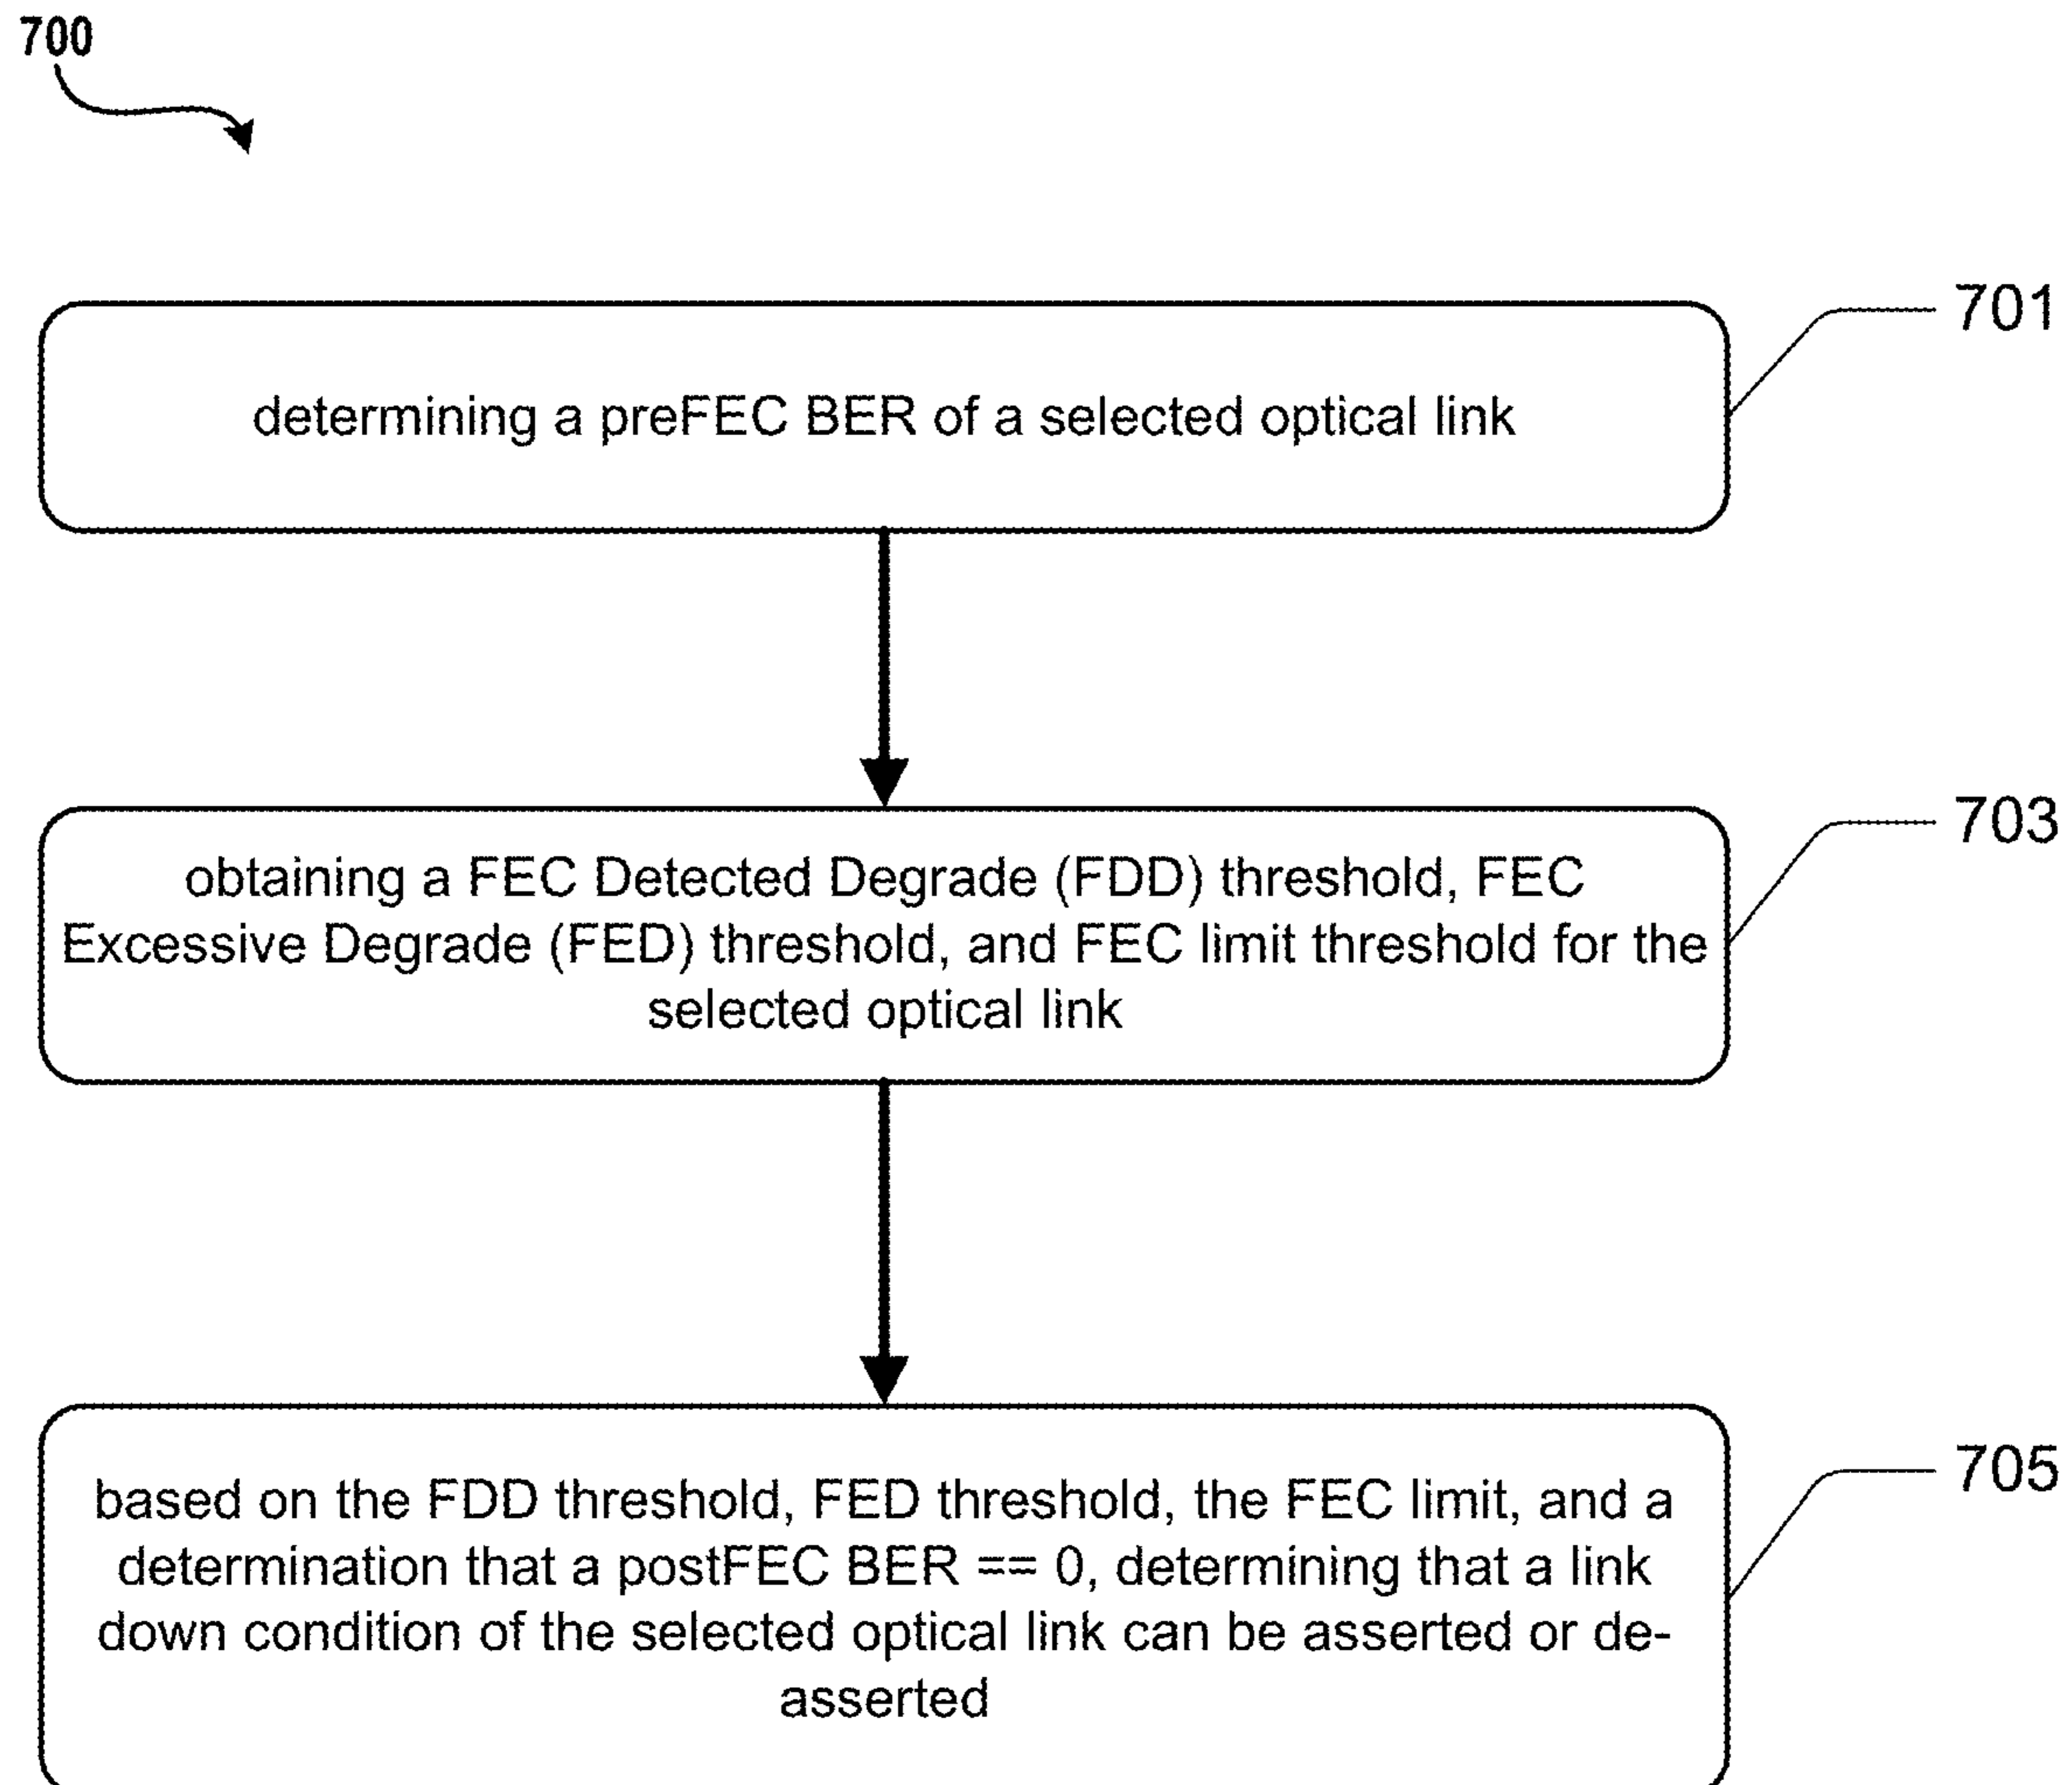 700
701
determining a preFEC BER of a selected optical link
703
obtaining a FEC Detected Degrade (FDD) threshold, FEC
Excessive Degrade (FED) threshold, and FEC limit threshold for the
selected optical link
705
based on the FDD threshold, FED threshold, the FEC limit, and a
determination that a postFEC BER == 0, determining that a link
down condition of the selected optical link can be asserted or de-
asserted